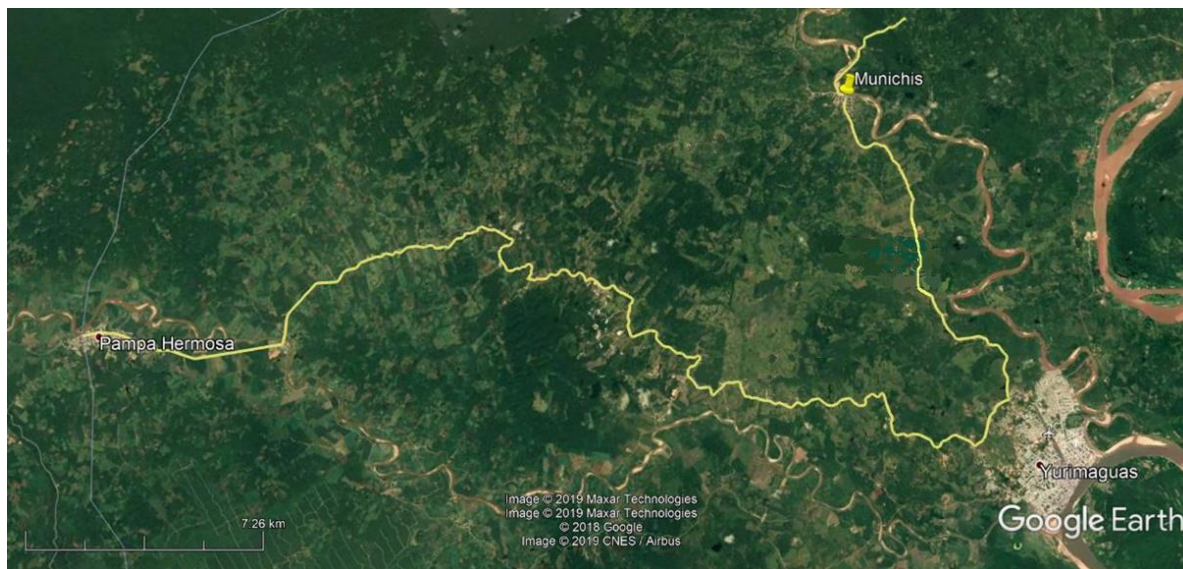 Munichis
Pampa Hermosa
Yurimaguas
7.26 km
Image © 2019 Maxar Technologies
Image © 2019 Maxar Technologies
© 2018 Google
Image © 2019 CNES / Airbus
Google Earth